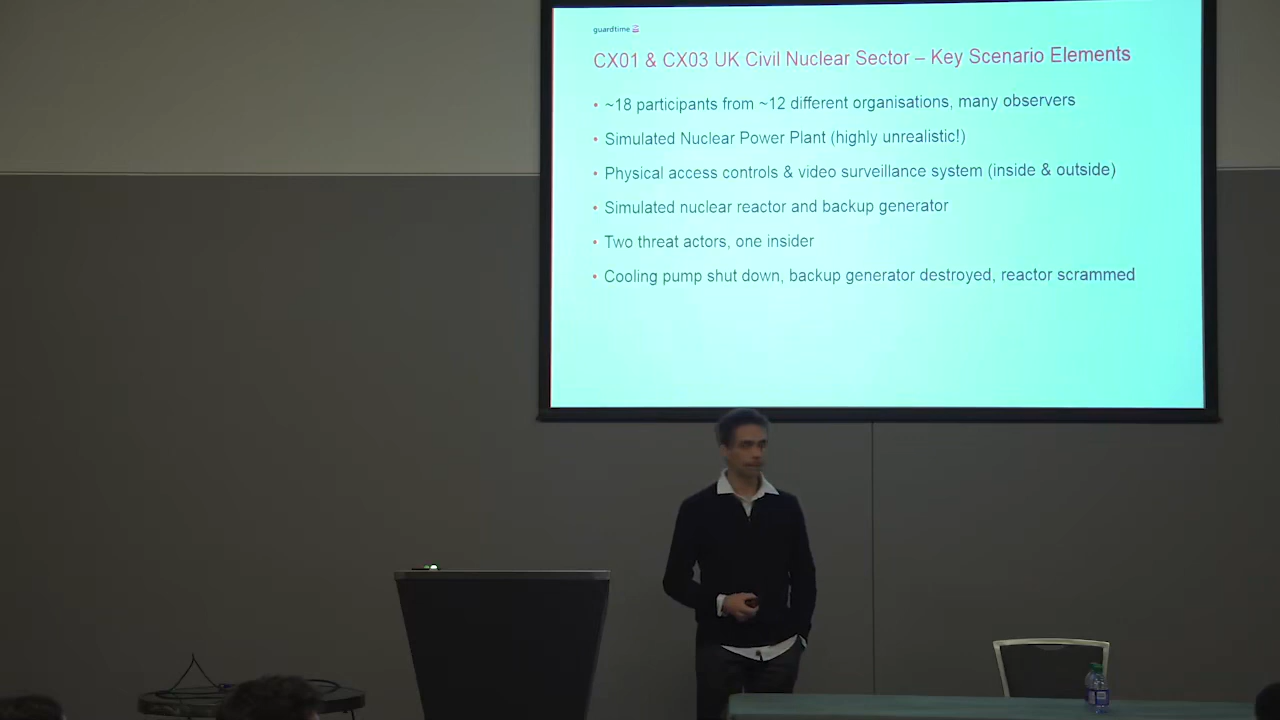 guardtime
CX01 & CX03 UK Civil Nuclear Sector – Key Scenario Elements
• ~18 participants from ~12 different organisations, many observers
• Simulated Nuclear Power Plant (highly unrealistic!)
• Physical access controls & video surveillance system (inside & outside)
• Simulated nuclear reactor and backup generator
• Two threat actors, one insider
• Cooling pump shut down, backup generator destroyed, reactor scrammed